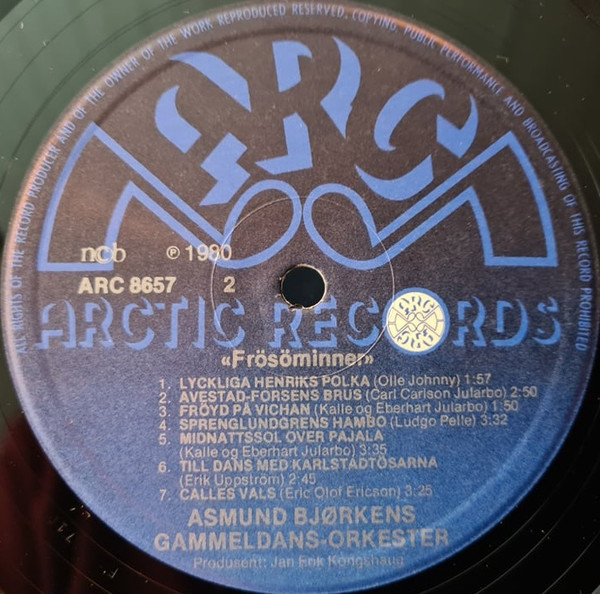 ALL RIGHTS OF THE RECORD PRODUCER AND OF THE OWNER OF THE WORK REPRODUCED RESERVED. COPYING, PUBLIC PERFORMANCE AND BROADCASTING OF THIS RECORD PROHIBITED
ARC
ncb ℗ 1980
ARC 8657 2
ARCTIC RECORDS
ARC
«Frösöminner»
1. LYCKLIGA HENRIKS POLKA (Olle Johnny) 1:57
2. AVESTAD-FORSENS BRUS (Carl Carlson Jularbo) 2:50
3. FRÖYD PÅ VICHAN (Kalle og Eberhart Jularbo) 1:50
4. SPRENGLUNDGRENS HAMBO (Ludgo Pelle) 3:32
5. MIDNATTSSOL OVER PAJALA
(Kalle og Eberhart Jularbo) 3:35
6. TILL DANS MED KARLSTADTÖSARNA
(Erik Uppström) 2:45
7. CALLES VALS (Eric Olof Ericson) 3:25
ASMUND BJØRKENS
GAMMELDANS-ORKESTER
Produsent: Jan Erik Kongshaug